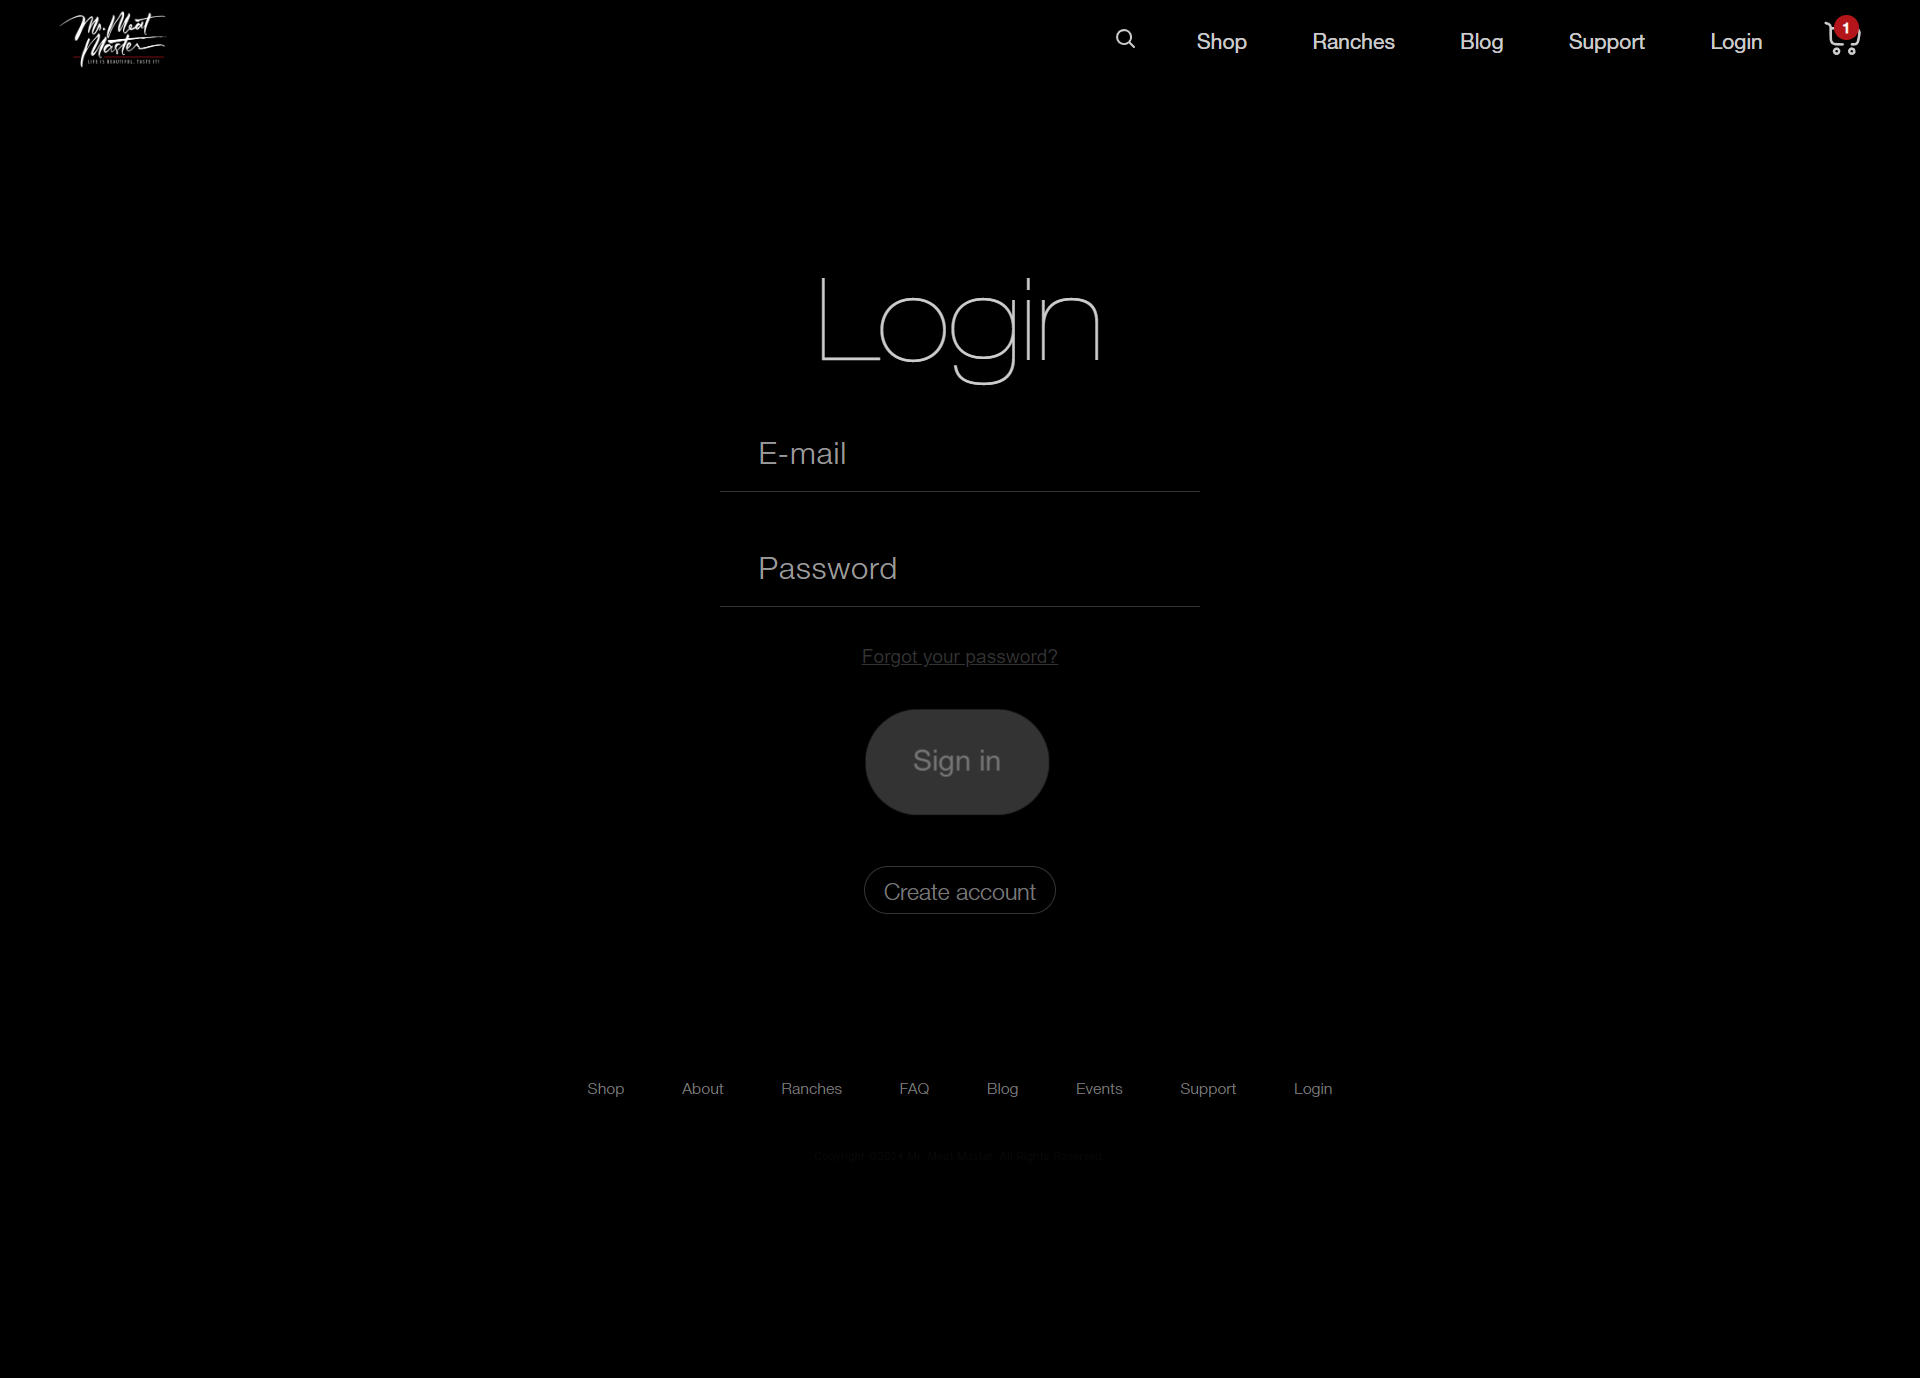 Mr. Meat
Master
LIFE IS BEAUTIFUL, TASTE IT!
Shop
Ranches
Blog
Support
Login
1
Login
E-mail
Password
Forgot your password?
Sign in
Create account
Shop
About
Ranches
FAQ
Blog
Events
Support
Login
Copyright ©2024 Mr. Meat Master. All Rights Reserved.